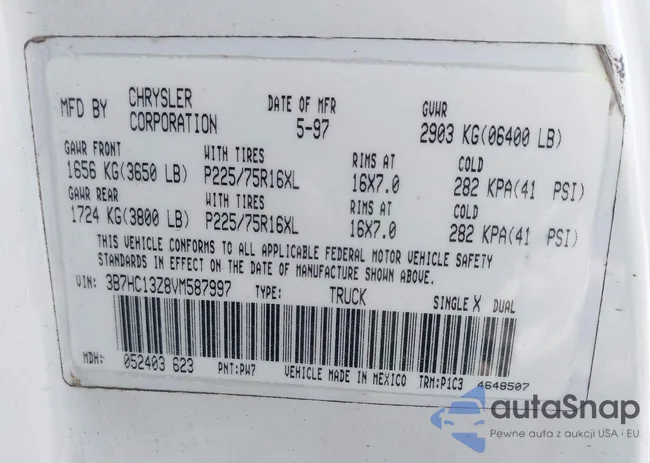 MFD BY CHRYSLER CORPORATION DATE OF MFR 5-97 GVWR 2903 KG(06400 LB)
GAWR FRONT WITH TIRES RIMS AT COLD
1656 KG(3650 LB) P225/75R16XL 16X7.0 282 KPA(41 PSI)
GAWR REAR WITH TIRES RIMS AT COLD
1724 KG(3800 LB) P225/75R16XL 16X7.0 282 KPA(41 PSI)
THIS VEHICLE CONFORMS TO ALL APPLICABLE FEDERAL MOTOR VEHICLE SAFETY
STANDARDS IN EFFECT ON THE DATE OF MANUFACTURE SHOWN ABOVE.
VIN: 3B7HC13Z8VM587997 TYPE: TRUCK SINGLE X DUAL
MDH: 052403 623 PNT:PW7 VEHICLE MADE IN MEXICO TRM:P1C3 4648507
autaSnap
Pewne auta z aukcji USA i EU